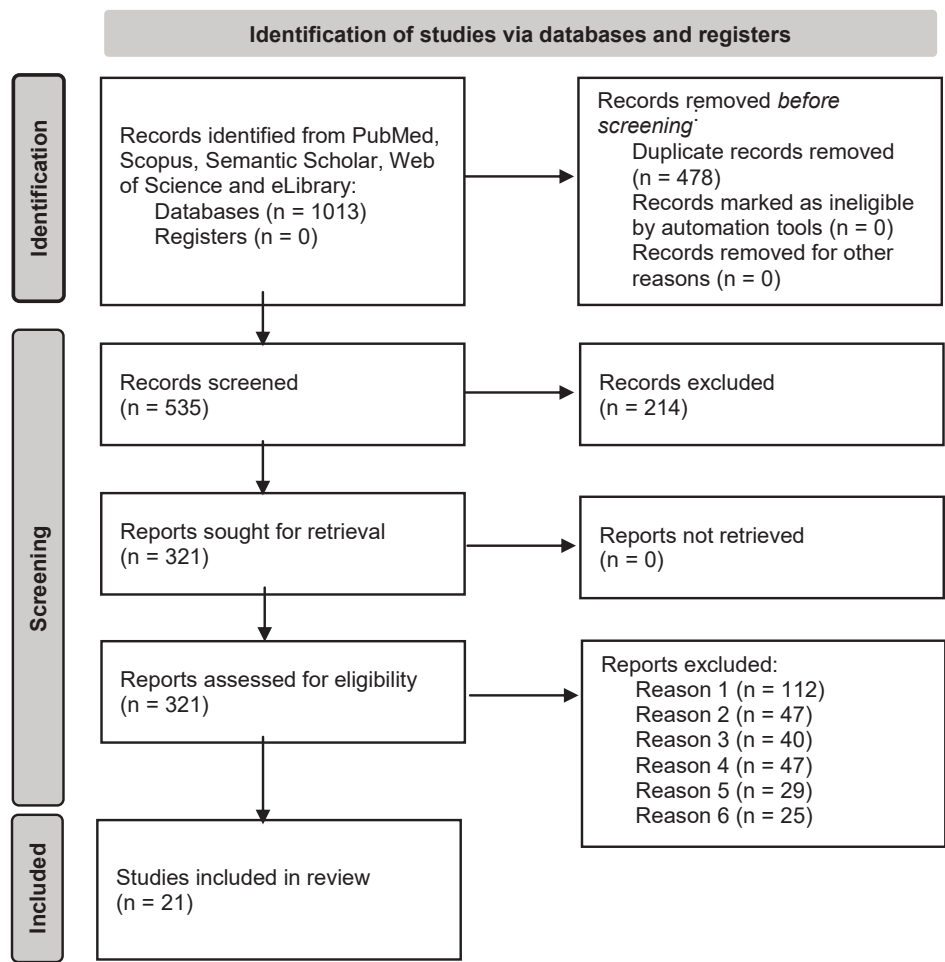 Identification of studies via databases and registers
Identification
Records identified from PubMed,
Scopus, Semantic Scholar, Web
of Science and eLibrary:
Databases (n = 1013)
Registers (n = 0)
Records removed before
screening:
Duplicate records removed
(n = 478)
Records marked as ineligible
by automation tools (n = 0)
Records removed for other
reasons (n = 0)
Screening
Records screened
(n = 535)
Records excluded
(n = 214)
Reports sought for retrieval
(n = 321)
Reports not retrieved
(n = 0)
Reports assessed for eligibility
(n = 321)
Reports excluded:
Reason 1 (n = 112)
Reason 2 (n = 47)
Reason 3 (n = 40)
Reason 4 (n = 47)
Reason 5 (n = 29)
Reason 6 (n = 25)
Included
Studies included in review
(n = 21)